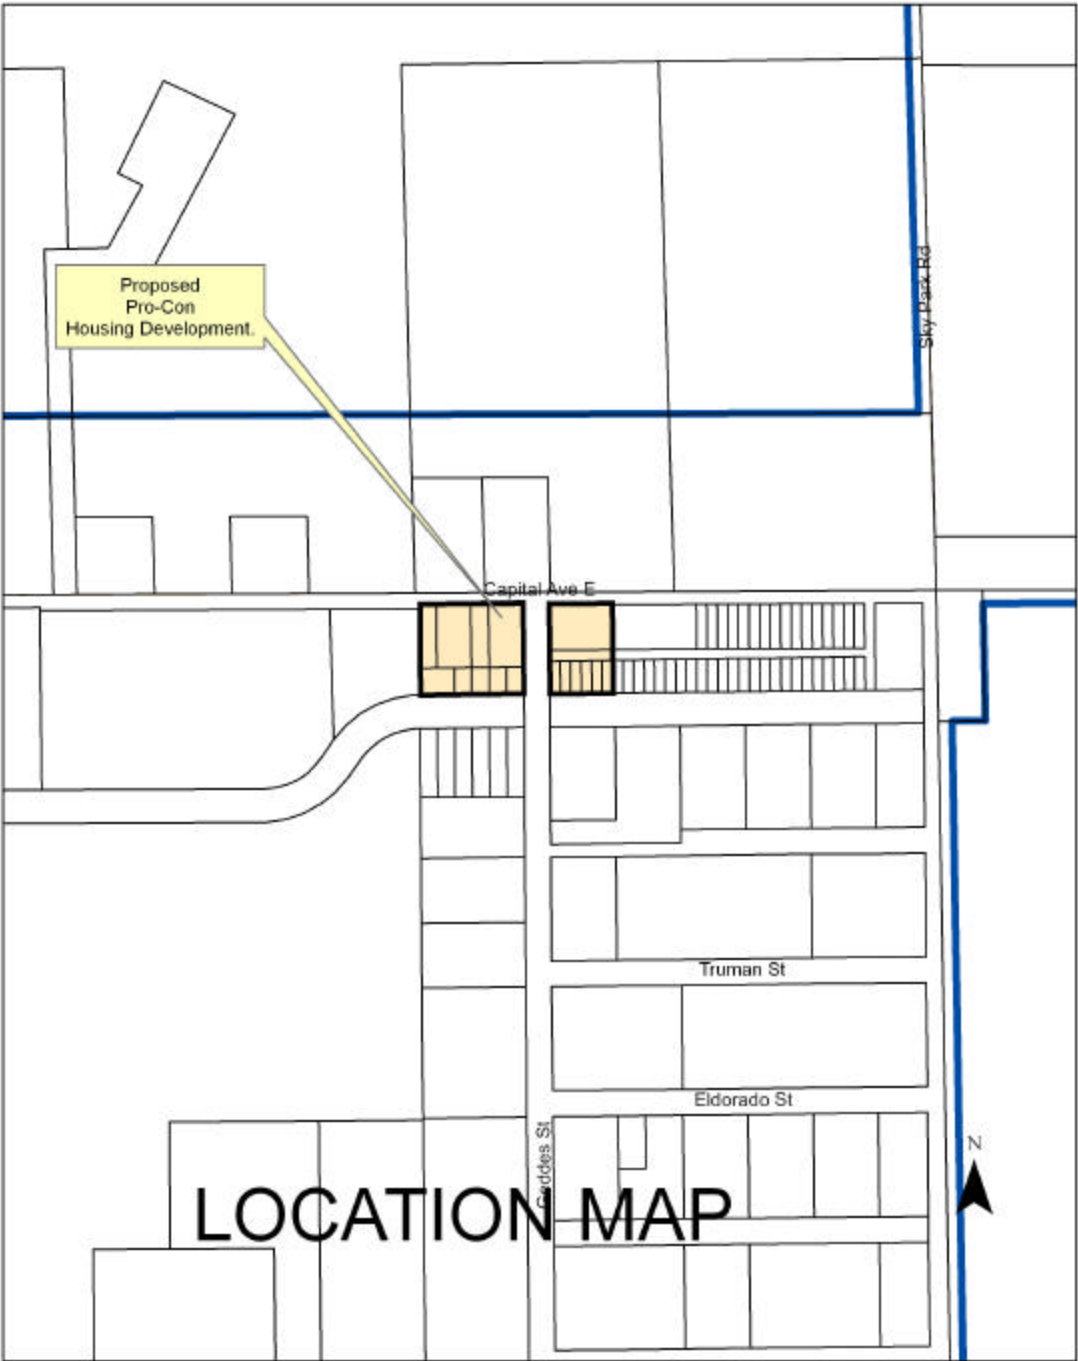 Proposed
Pro-Con
Housing Development.
Sky Park Rd
Capital Ave E
Truman St
Eldorado St
Geddes St
N
LOCATION MAP